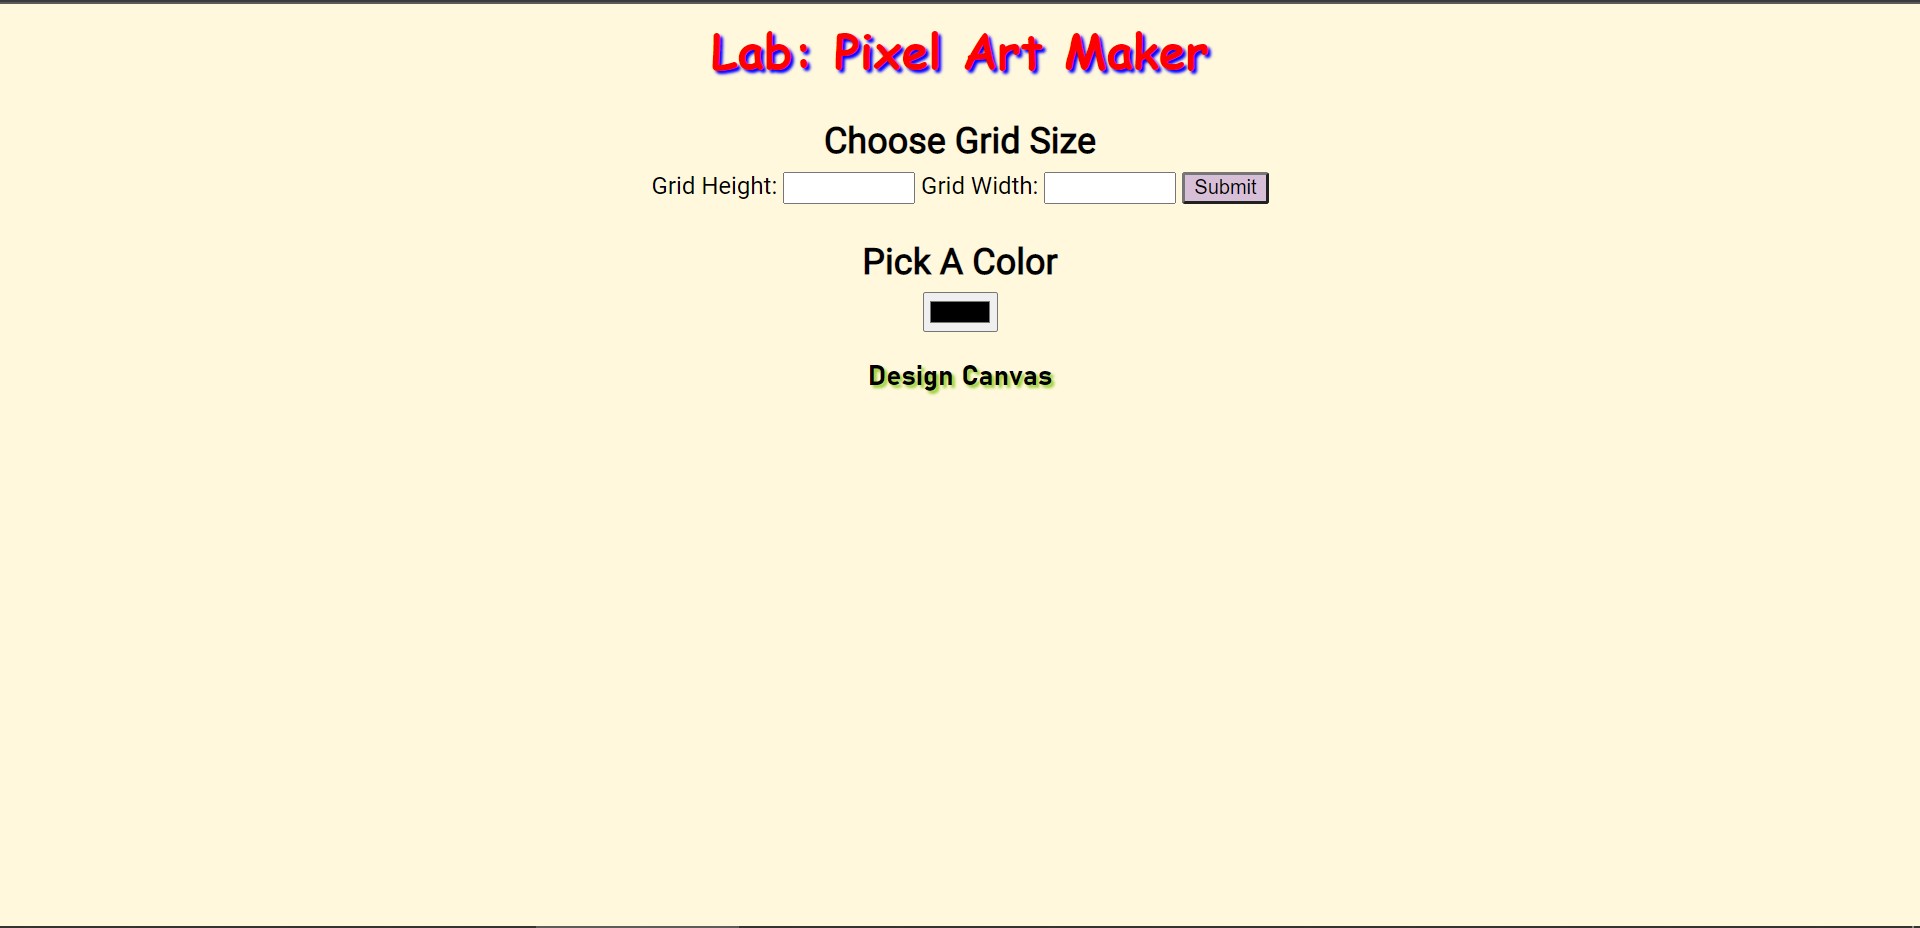 Lab: Pixel Art Maker
Choose Grid Size
Grid Height: Grid Width: Submit
Pick A Color
Design Canvas